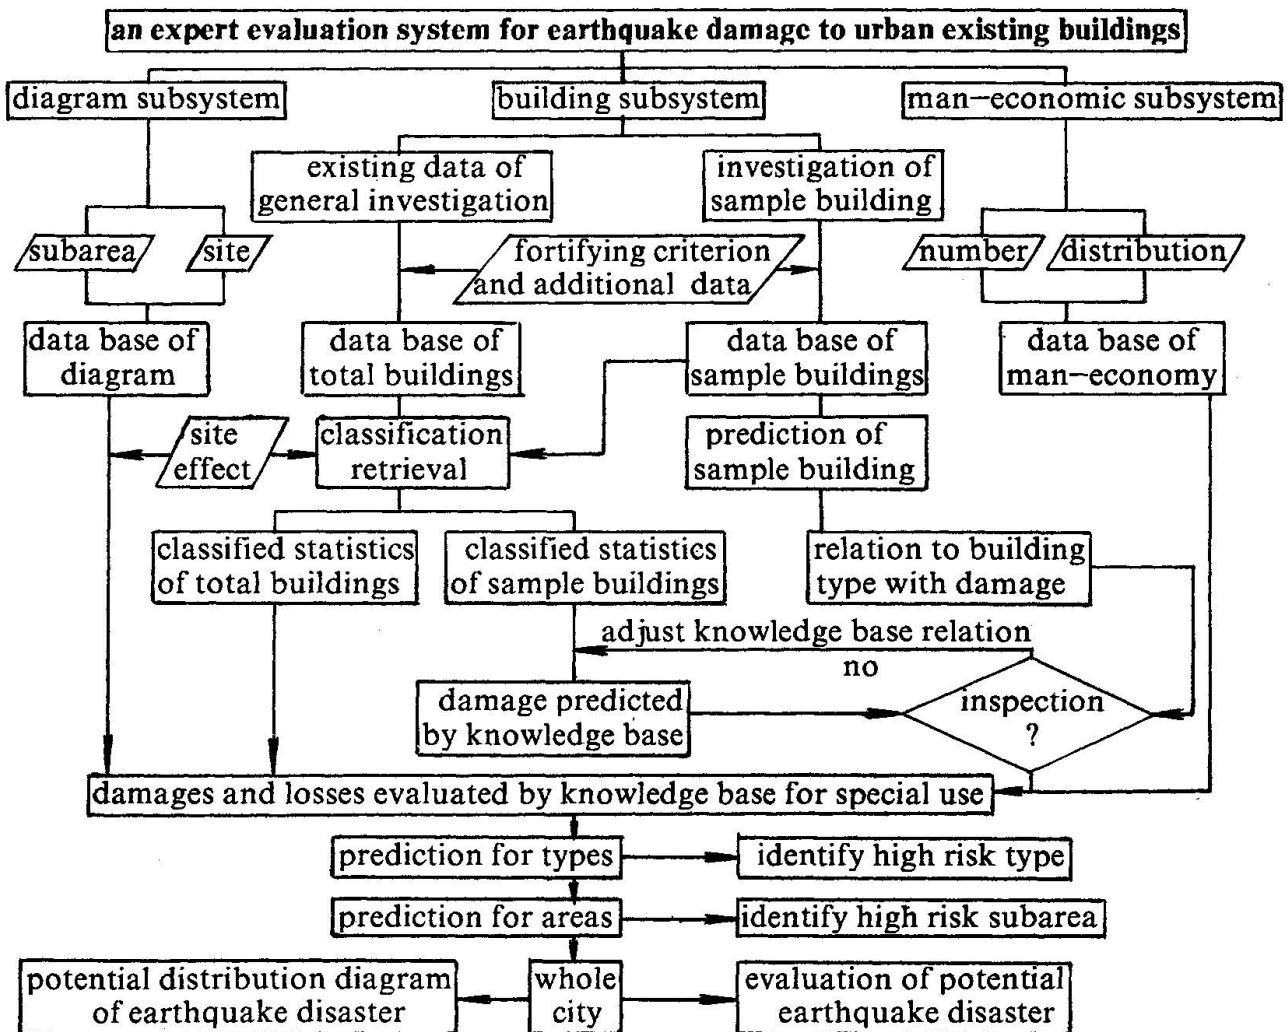 an expert evaluation system for earthquake damage to urban existing buildings
diagram subsystem
building subsystem
man-economic subsystem
existing data of
general investigation
investigation of
sample building
subarea
site
fortifying criterion
and additional data
number
distribution
data base of
diagram
data base of
total buildings
data base of
sample buildings
data base of
man-economy
site
effect
classification
retrieval
prediction of
sample building
classified statistics
of total buildings
classified statistics
of sample buildings
relation to building
type with damage
adjust knowledge base relation
no
damage predicted
by knowledge base
inspection
?
damages and losses evaluated by knowledge base for special use
prediction for types
identify high risk type
prediction for areas
identify high risk subarea
potential distribution diagram
of earthquake disaster
whole
city
evaluation of potential
earthquake disaster